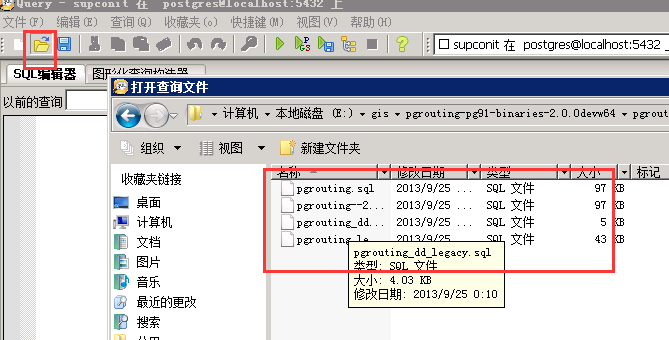 Query - supconit 在 postgres@localhost:5432 上
文件(F) 编辑(E) 查询(Q) 收藏夹(o) 快捷键(M) 视图(V) 帮助(H)
supconit 在 postgres@localhost:5432 上
SQL编辑器 图形化查询构造器
以前的查询
打开查询文件
计算机 本地磁盘 (E:) gis pgrouting-pg91-binaries-2.0.0devw64 pgrout
组织 视图 新建文件夹
收藏夹链接
名称 修改日期 类型 大小 标记
桌面
pgrouting.sql 2013/9/25 ... SQL 文件 97 KB
计算机
pgrouting--2... 2013/9/25 ... SQL 文件 97 KB
文档
pgrouting_dd... 2013/9/25 ... SQL 文件 5 KB
图片
pgrouting_le... 2013/9/25 ... SQL 文件 43 KB
音乐
最近的更改
搜索
pgrouting_dd_legacy.sql
类型: SQL 文件
大小: 4.03 KB
修改日期: 2013/9/25 0:10